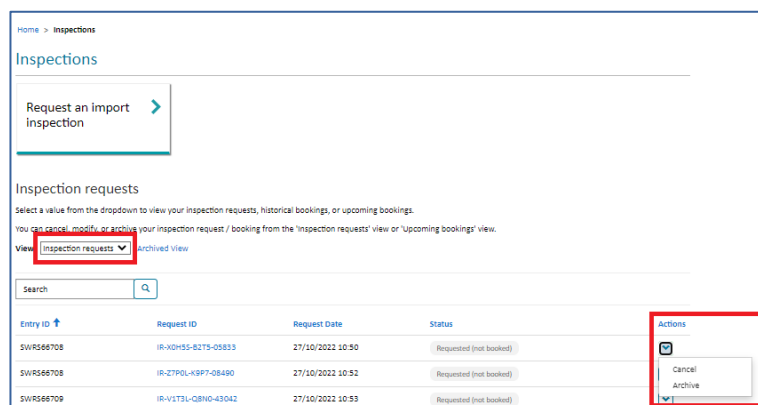 Home > Inspections
Inspections
Request an import
inspection
Inspection requests
Select a value from the dropdown to view your inspection requests, historical bookings, or upcoming bookings.
You can cancel, modify, or archive your inspection request / booking from the 'Inspection requests' view or 'Upcoming bookings' view.
View Inspection requests Archived View
Search
Entry ID Request ID Request Date Status Actions
SWRS66708 IR-X0H5S-B2T5-05833 27/10/2022 10:50 Requested (not booked)
Cancel
SWRS66708 IR-Z7P0L-K9P7-08490 27/10/2022 10:52 Requested (not booked)
Archive
SWRS66709 IR-V1T3L-Q8N0-43042 27/10/2022 10:53 Requested (not booked)